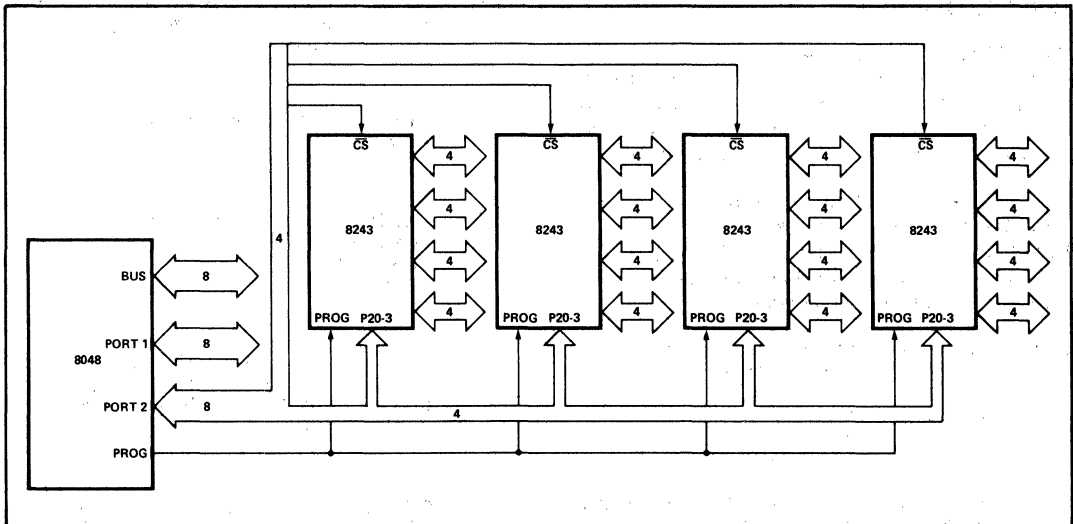 CS CS CS CS
4 4 4 4
4 4 4 4
8243 8243 8243 8243
4
4 4 4 4
BUS 8
4 4 4 4
PROG P20-3 PROG P20-3 PROG P20-3 PROG P20-3
PORT 1 8
8048
PORT 2 8
4
PROG